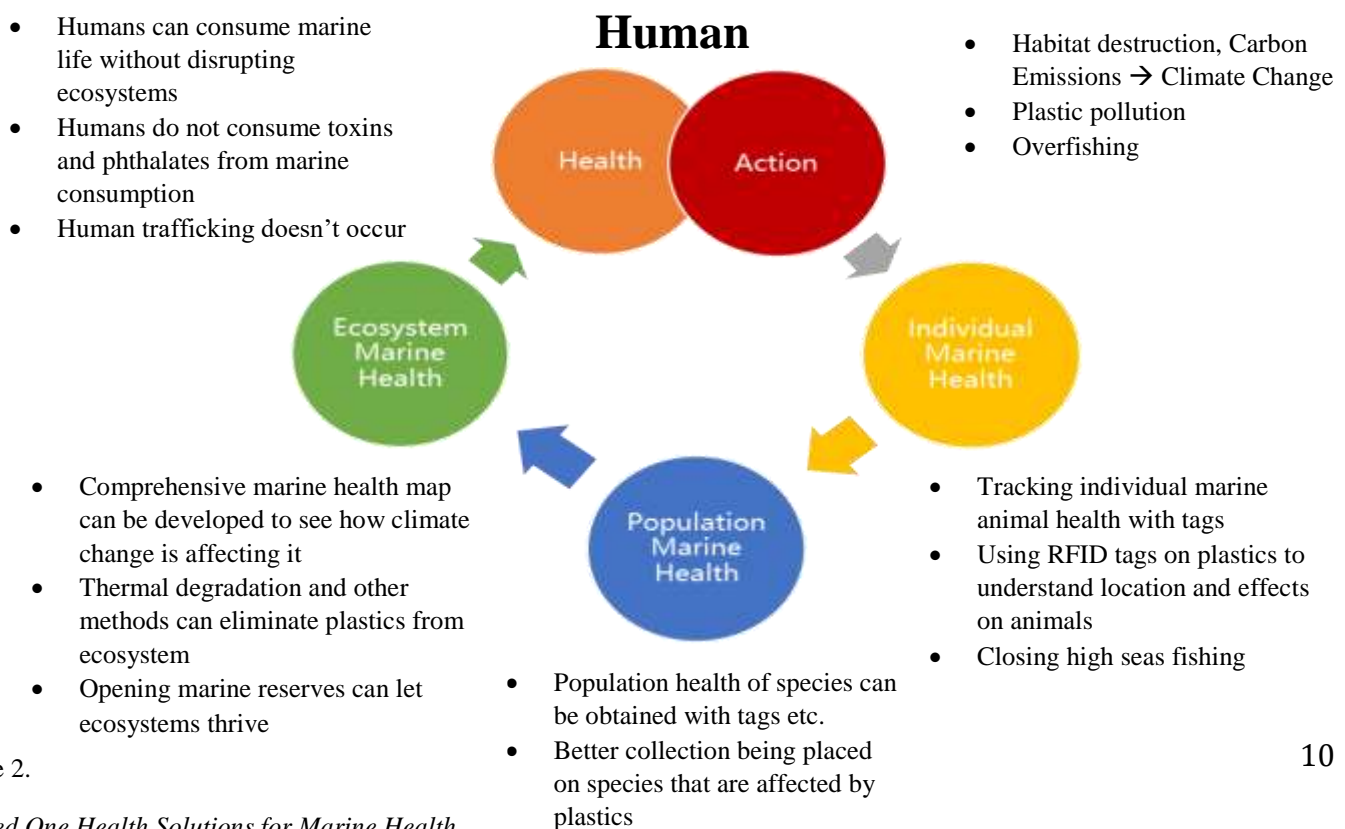 Human
• Humans can consume marine
life without disrupting
ecosystems
• Humans do not consume toxins
and phthalates from marine
consumption
• Human trafficking doesn’t occur
Health
Action
• Habitat destruction, Carbon
Emissions → Climate Change
• Plastic pollution
• Overfishing
Ecosystem
Marine
Health
Individual
Marine
Health
Population
Marine
Health
• Comprehensive marine health map
can be developed to see how climate
change is affecting it
• Thermal degradation and other
methods can eliminate plastics from
ecosystem
• Opening marine reserves can let
ecosystems thrive
• Population health of species can
be obtained with tags etc.
• Better collection being placed
on species that are affected by
plastics
• Tracking individual marine
animal health with tags
• Using RFID tags on plastics to
understand location and effects
on animals
• Closing high seas fishing
10
2.
One Health Solutions for Marine Health